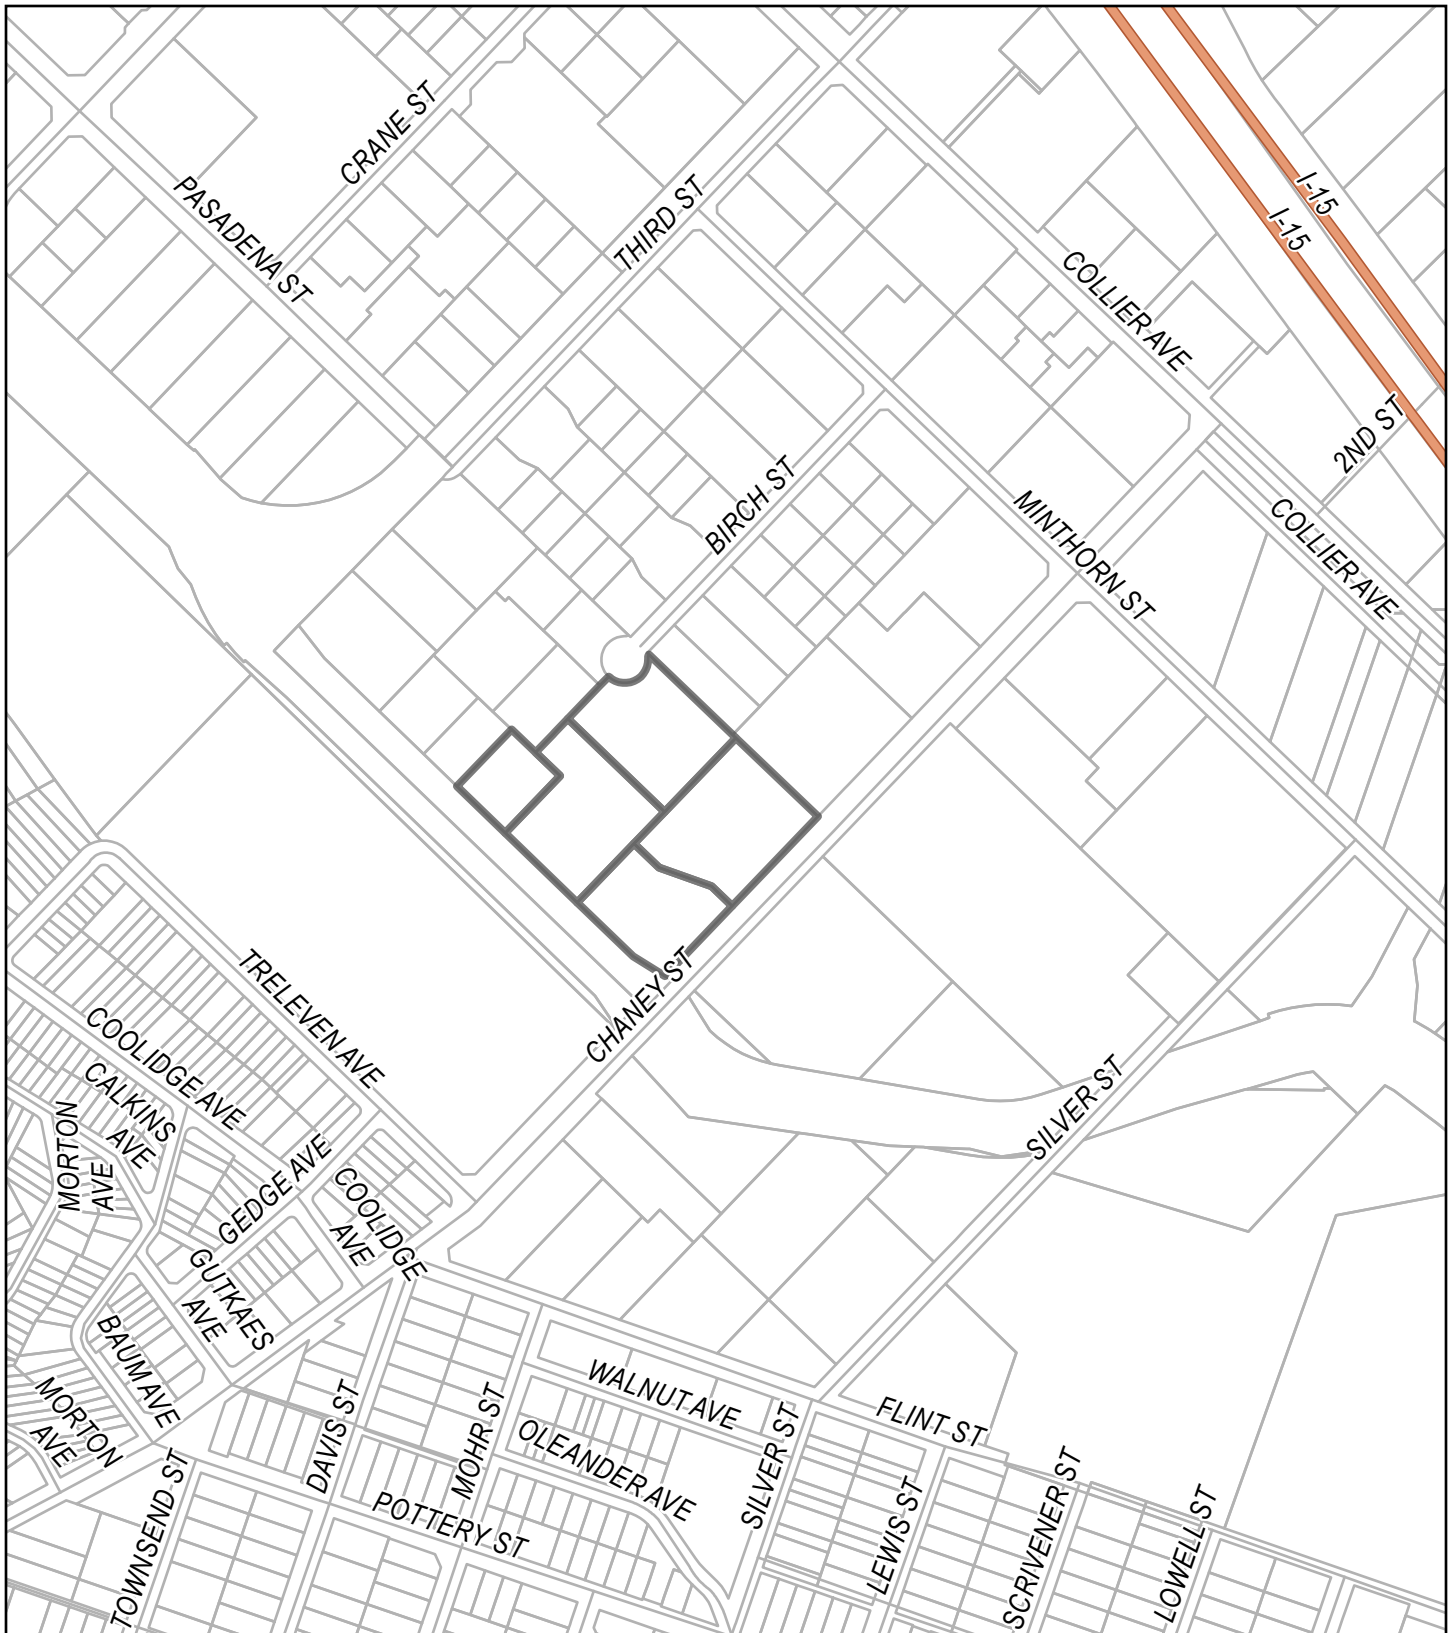 CRANE ST
PASADENA ST
THIRD ST
I-15
I-15
COLLIER AVE
2ND ST
BIRCH ST
MINTHORN ST
COLLIER AVE
TRELEVEN AVE
CHANEY ST
COOLIDGE AVE
CALKINS
AVE
MORTON
AVE
GEDGE AVE
COOLIDGE
AVE
SILVER ST
GUTKAES
AVE
BAUM AVE
MORTON
AVE
WALNUT AVE
FLINT ST
DAVIS ST
MOHR ST
OLEANDER AVE
SILVER ST
POTTERY ST
TOWNSEND ST
LEWIS ST
SCRIVENER ST
LOWELL ST